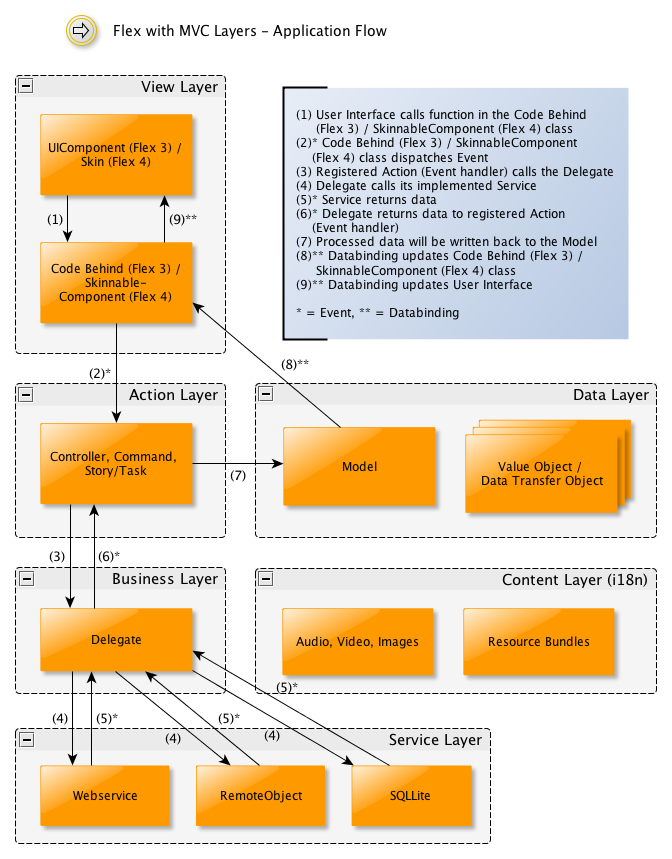 Flex with MVC Layers – Application Flow
View Layer
UIComponent (Flex 3) /
Skin (Flex 4)
(1)
(9)**
Code Behind (Flex 3) /
Skinnable-
Component (Flex 4)
(1) User Interface calls function in the Code Behind
(Flex 3) / SkinnableComponent (Flex 4) class
(2)* Code Behind (Flex 3) / SkinnableComponent
(Flex 4) class dispatches Event
(3) Registered Action (Event handler) calls the Delegate
(4) Delegate calls its implemented Service
(5)* Service returns data
(6)* Delegate returns data to registered Action
(Event handler)
(7) Processed data will be written back to the Model
(8)** Databinding updates Code Behind (Flex 3) /
SkinnableComponent (Flex 4) class
(9)** Databinding updates User Interface
* = Event, ** = Databinding
(2)*
(8)**
Action Layer
Controller, Command,
Story/Task
(7)
Data Layer
Model
Value Object /
Data Transfer Object
(3)
(6)*
Business Layer
Delegate
Content Layer (i18n)
Audio, Video, Images
Resource Bundles
(4)
(5)*
(4)
(5)*
(4)
(5)*
Service Layer
Webservice
RemoteObject
SQLLite